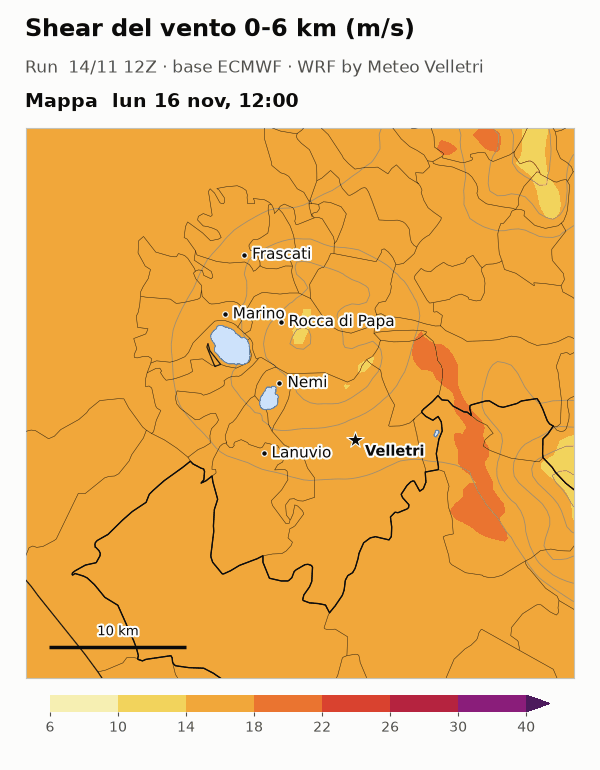 Shear del vento 0-6 km (m/s)
Run  14/11 12Z · base ECMWF · WRF by Meteo Velletri
Mappa  lun 16 nov, 12:00
Frascati
Marino
Rocca di Papa
Nemi
Velletri
Lanuvio
10 km
6 10 14 18 22 26 30 40